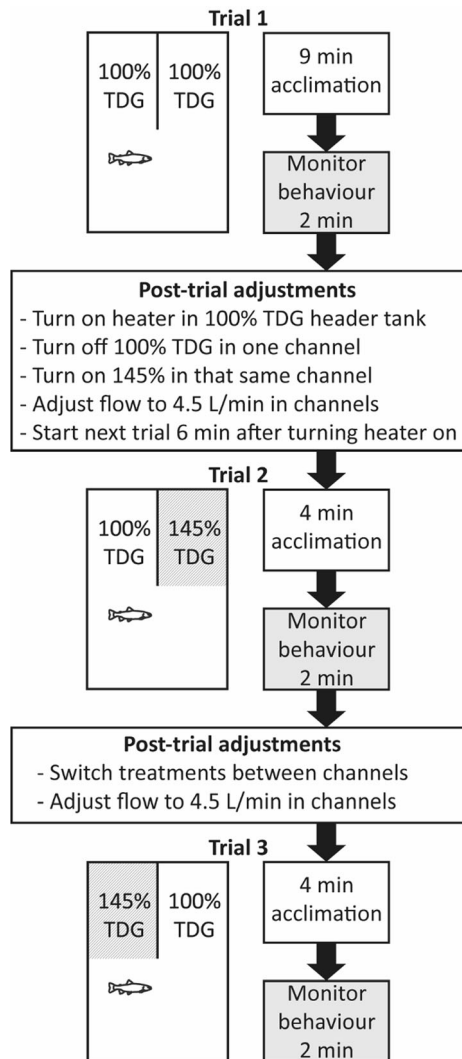 Trial 1
100% 100%
TDG TDG
9 min
acclimation
Monitor
behaviour
2 min
Post-trial adjustments
- Turn on heater in 100% TDG header tank
- Turn off 100% TDG in one channel
- Turn on 145% in that same channel
- Adjust flow to 4.5 L/min in channels
- Start next trial 6 min after turning heater on
Trial 2
100% 145%
TDG TDG
4 min
acclimation
Monitor
behaviour
2 min
Post-trial adjustments
- Switch treatments between channels
- Adjust flow to 4.5 L/min in channels
Trial 3
145% 100%
TDG TDG
4 min
acclimation
Monitor
behaviour
2 min